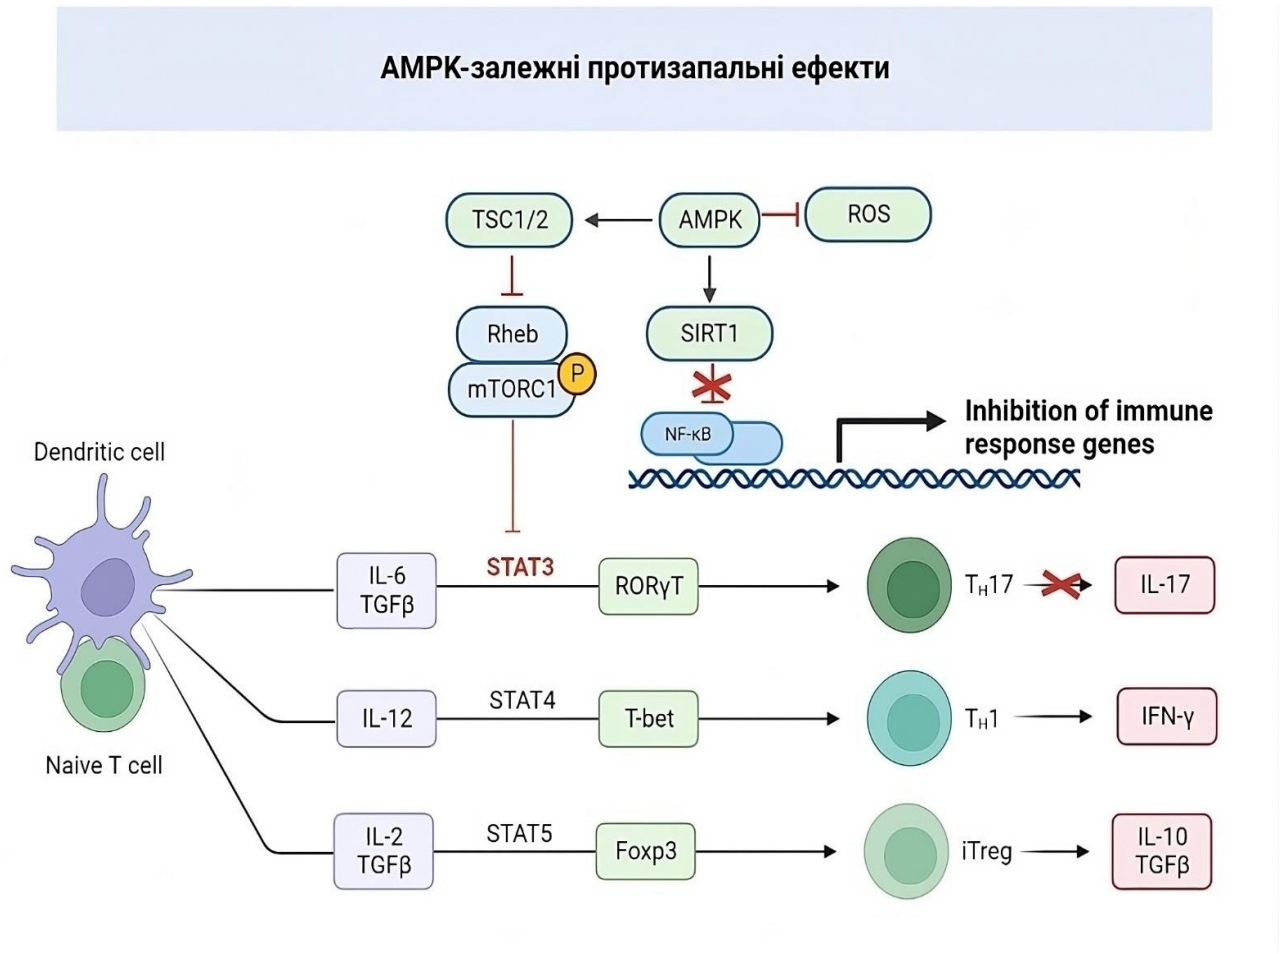 AMPK-залежні протизапальні ефекти
TSC1/2
AMPK
ROS
Rheb
SIRT1
mTORC1
P
NF-κB
Inhibition of immune
response genes
Dendritic cell
Naive T cell
IL-6
TGFβ
STAT3
RORγT
TH17
IL-17
IL-12
STAT4
T-bet
TH1
IFN-γ
IL-2
TGFβ
STAT5
Foxp3
iTreg
IL-10
TGFβ